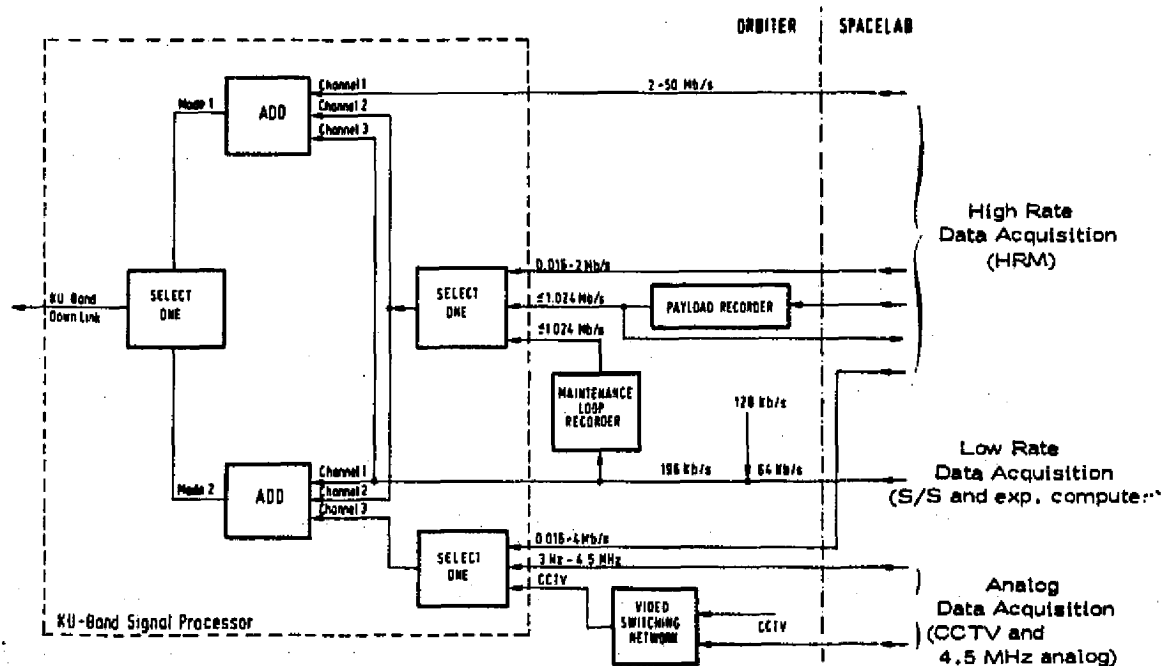 ORBITER
SPACELAB
Channel 1
2-50 Mb/s
Mode 1
ADD
Channel 2
Channel 3
High Rate
Data Acquisition
(HRM)
0.016-2 Mb/s
SELECT
ONE
≤1.024 Mb/s
PAYLOAD RECORDER
≤1.024 Mb/s
KU-Band
Down Link
SELECT
ONE
MAINTENANCE
LOOP
RECORDER
128 Kb/s
Low Rate
Data Acquisition
(S/S and exp. computer
Channel 1
196 Kb/s
64 Kb/s
Mode 2
ADD
Channel 2
Channel 3
0.016-4 Mb/s
SELECT
ONE
3 Hz - 4.5 MHz
CCTV
Analog
Data Acquisition
(CCTV and
4.5 MHz analog)
VIDEO
SWITCHING
NETWORK
CCTV
KU-Band Signal Processor